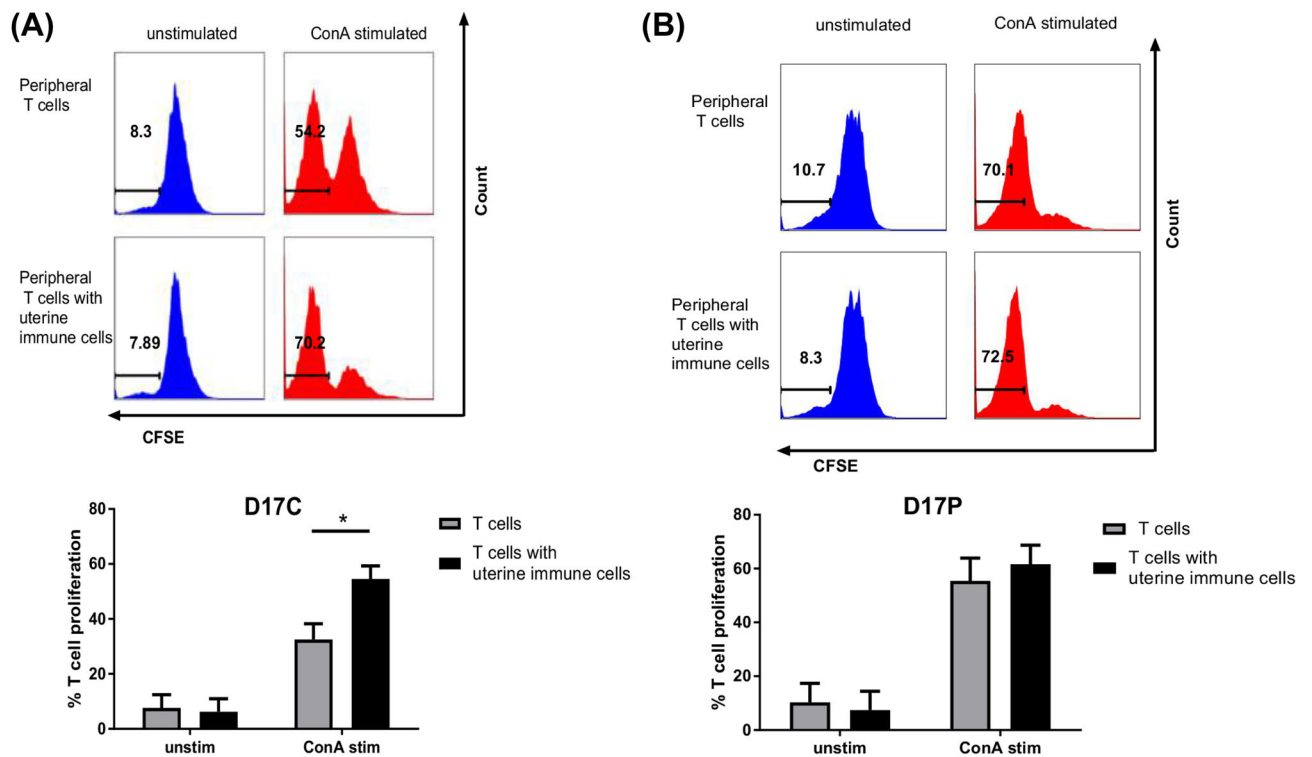 (A)
unstimulated
ConA stimulated
Peripheral
T cells
8.3
54.2
Count
Peripheral
T cells with
uterine
immune cells
7.89
70.2
CFSE
D17C
% T cell proliferation
80
60
40
20
0
*
unstim
ConA stim
T cells
T cells with
uterine immune cells
(B)
unstimulated
ConA stimulated
Peripheral
T cells
10.7
70.1
Count
Peripheral
T cells with
uterine
immune cells
8.3
72.5
CFSE
D17P
% T cell proliferation
80
60
40
20
0
unstim
ConA stim
T cells
T cells with
uterine immune cells